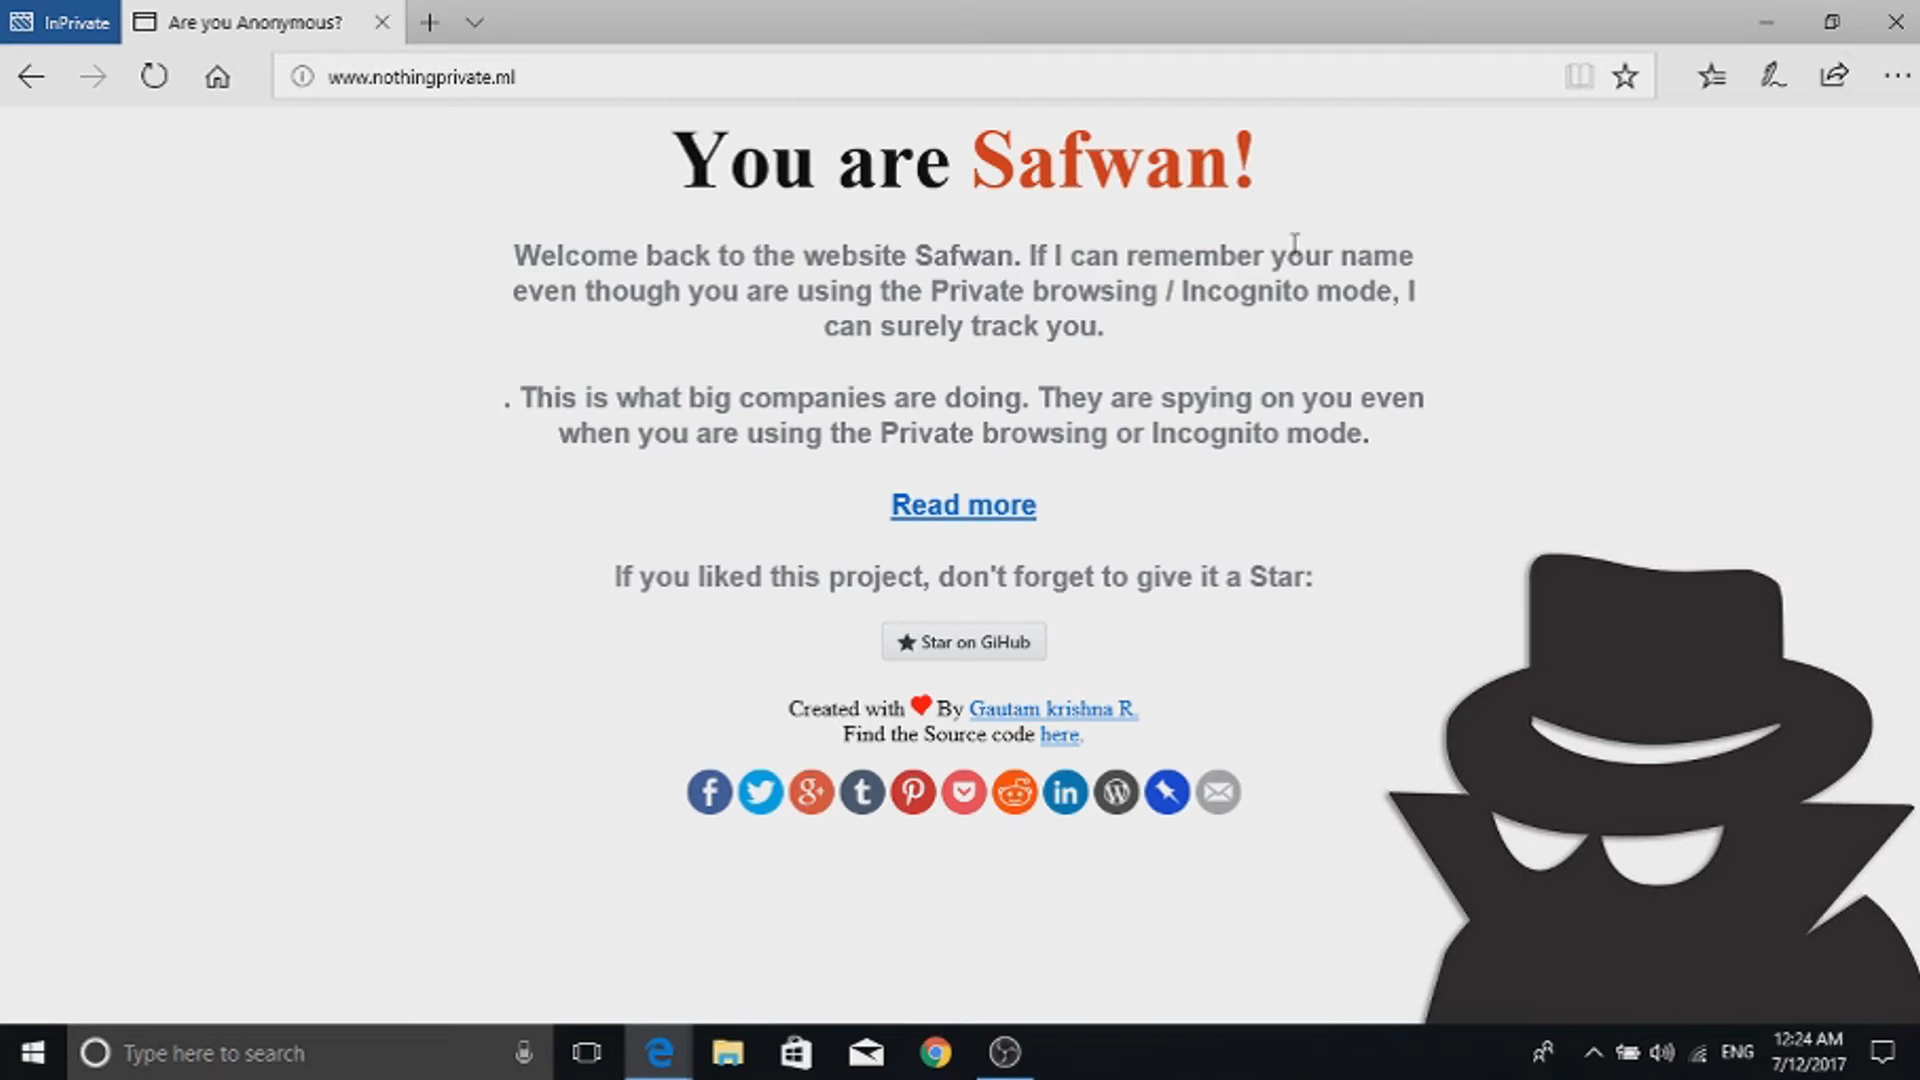 InPrivate
Are you Anonymous?
www.nothingprivate.ml
You are Safwan!
Welcome back to the website Safwan. If I can remember your name
even though you are using the Private browsing / Incognito mode, I
can surely track you.
. This is what big companies are doing. They are spying on you even
when you are using the Private browsing or Incognito mode.
Read more
If you liked this project, don't forget to give it a Star:
Star on GiHub
Created with ❤ By Gautam krishna R.
Find the Source code here.
Type here to search
ENG
12:24 AM
7/12/2017